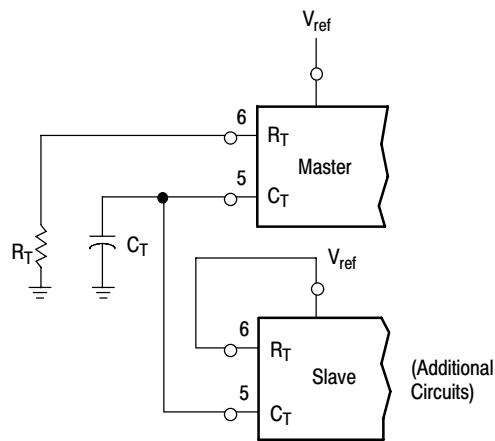 Vref
6
RT
Master
5
CT
RT
CT
Vref
6
RT
Slave
(Additional
Circuits)
5
CT